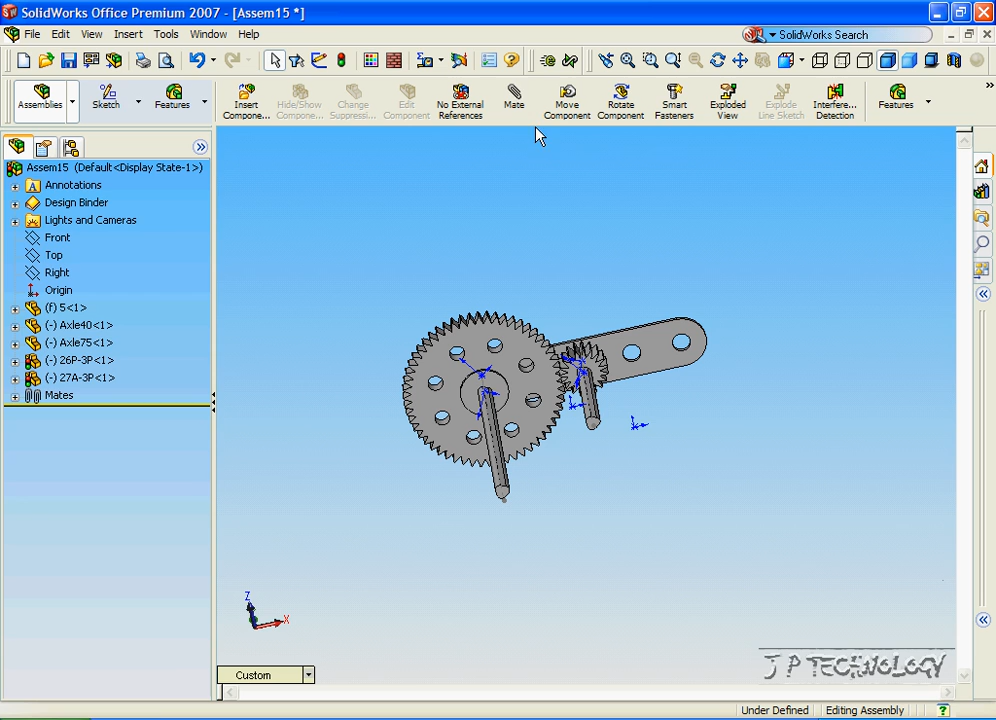 SolidWorks Office Premium 2007 - [Assem15 *]
File Edit View Insert Tools Window Help
SolidWorks Search
Assemblies Sketch Features
Insert Compone... Hide/Show Compone... Change Suppressi... Edit Component No External References Mate Move Component Rotate Component Smart Fasteners Exploded View Explode Line Sketch Interfere... Detection Features
Assem15 (Default<Display State-1>)
Annotations
Design Binder
Lights and Cameras
Front
Top
Right
Origin
(f) 5<1>
(-) Axle40<1>
(-) Axle75<1>
(-) 26P-3P<1>
(-) 27A-3P<1>
Mates
Z
X
Custom
J P TECHNOLOGY
Under Defined Editing Assembly